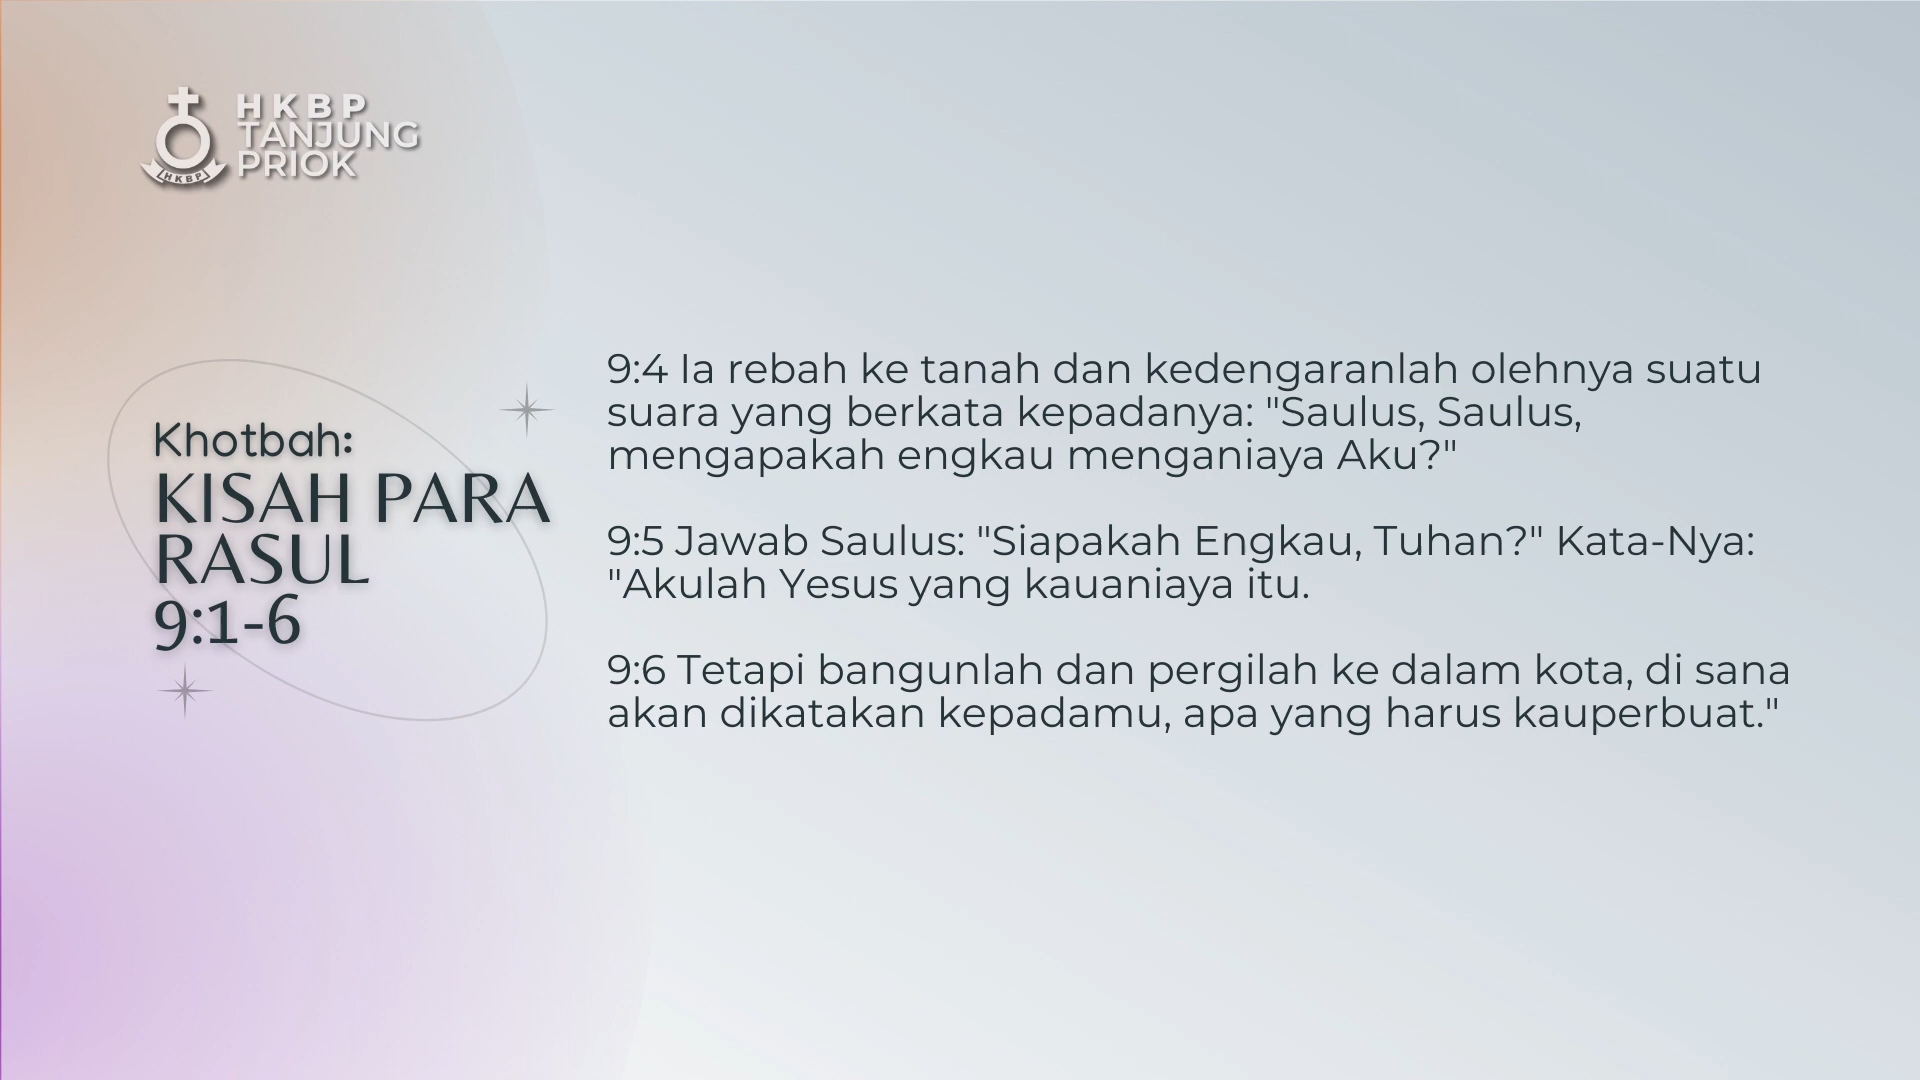 HKBP
TANJUNG
PRIOK
HKBP
Khotbah:
KISAH PARA
RASUL
9:1-6
9:4 Ia rebah ke tanah dan kedengaranlah olehnya suatu
suara yang berkata kepadanya: "Saulus, Saulus,
mengapakah engkau menganiaya Aku?"
9:5 Jawab Saulus: "Siapakah Engkau, Tuhan?" Kata-Nya:
"Akulah Yesus yang kauaniaya itu.
9:6 Tetapi bangunlah dan pergilah ke dalam kota, di sana
akan dikatakan kepadamu, apa yang harus kauperbuat."